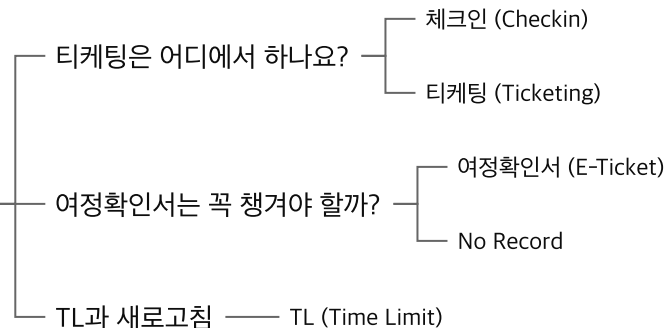 티케팅은 어디에서 하나요?
체크인 (Checkin)
티케팅 (Ticketing)
여정확인서는 꼭 챙겨야 할까?
여정확인서 (E-Ticket)
No Record
TL과 새로고침
TL (Time Limit)